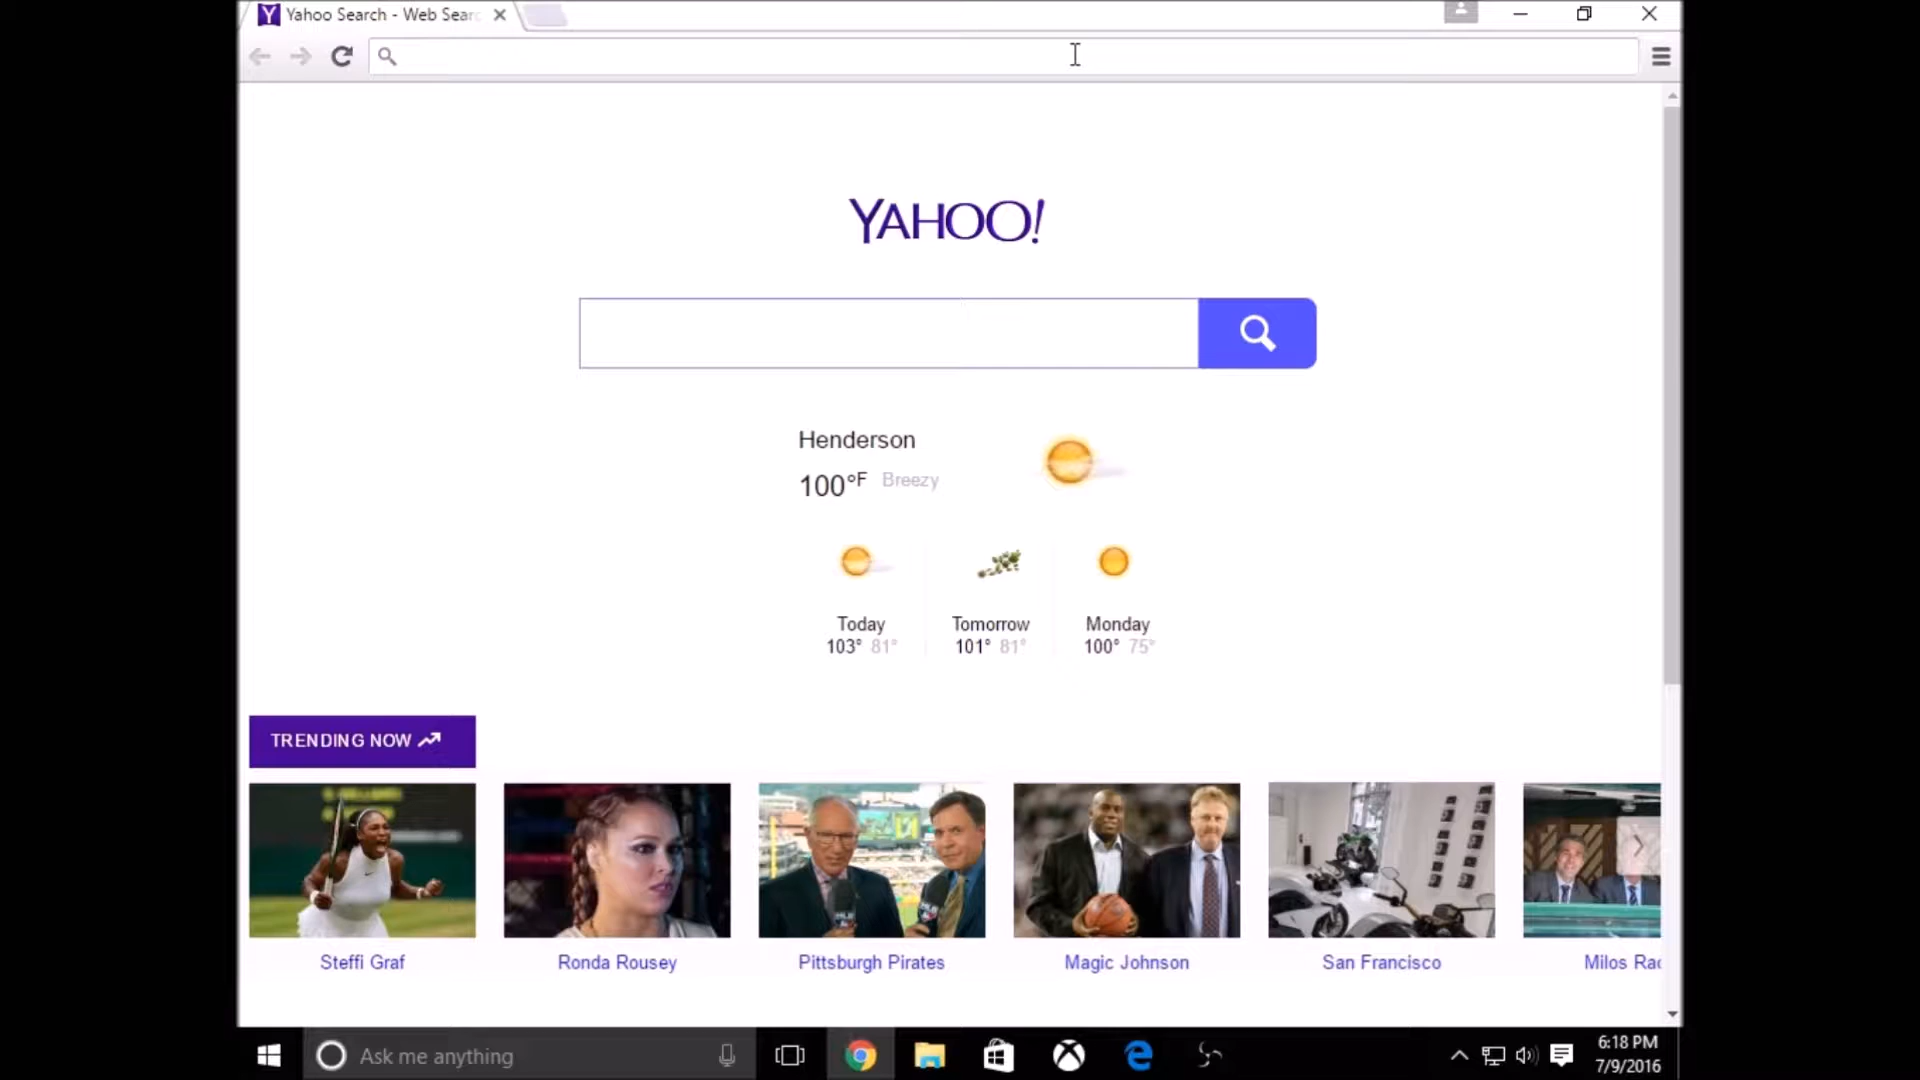 Yahoo Search - Web Sear
YAHOO!
Henderson
100°F Breezy
Today
103° 81°
Tomorrow
101° 81°
Monday
100° 75°
TRENDING NOW
Steffi Graf
Ronda Rousey
Pittsburgh Pirates
Magic Johnson
San Francisco
Milos Rao
Ask me anything
6:18 PM
7/9/2016